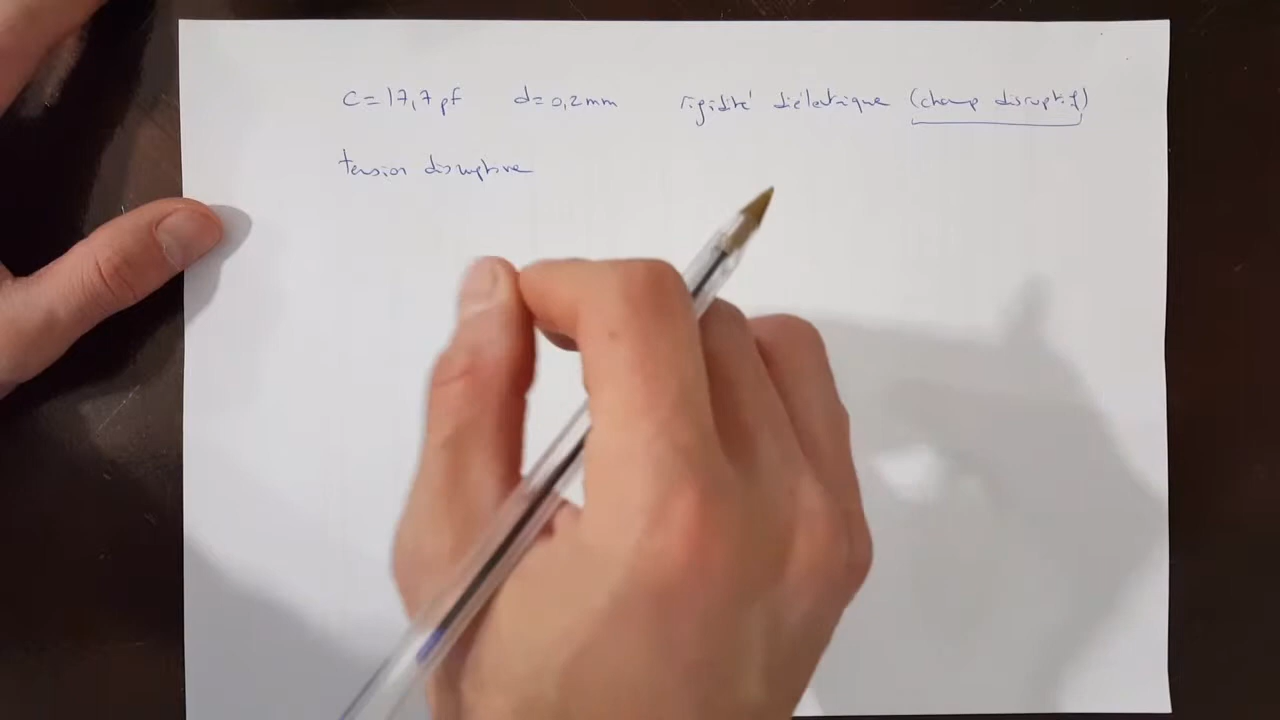 C = 17,7 pf d = 0,2 mm rigidité diélectrique (champ disruptif)
tension disruptive